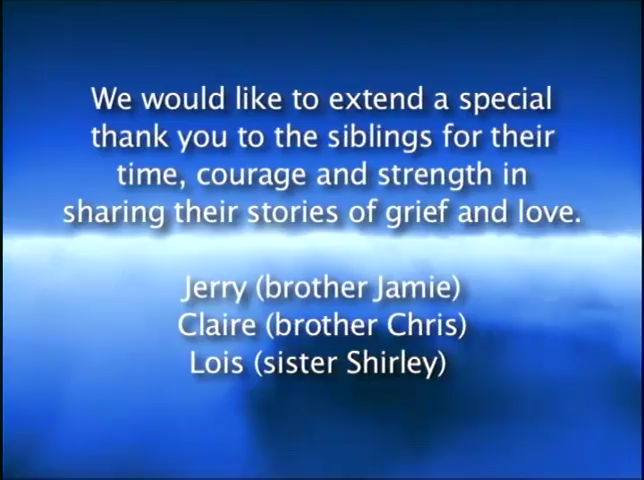 We would like to extend a special
thank you to the siblings for their
time, courage and strength in
sharing their stories of grief and love.
Jerry (brother Jamie)
Claire (brother Chris)
Lois (sister Shirley)